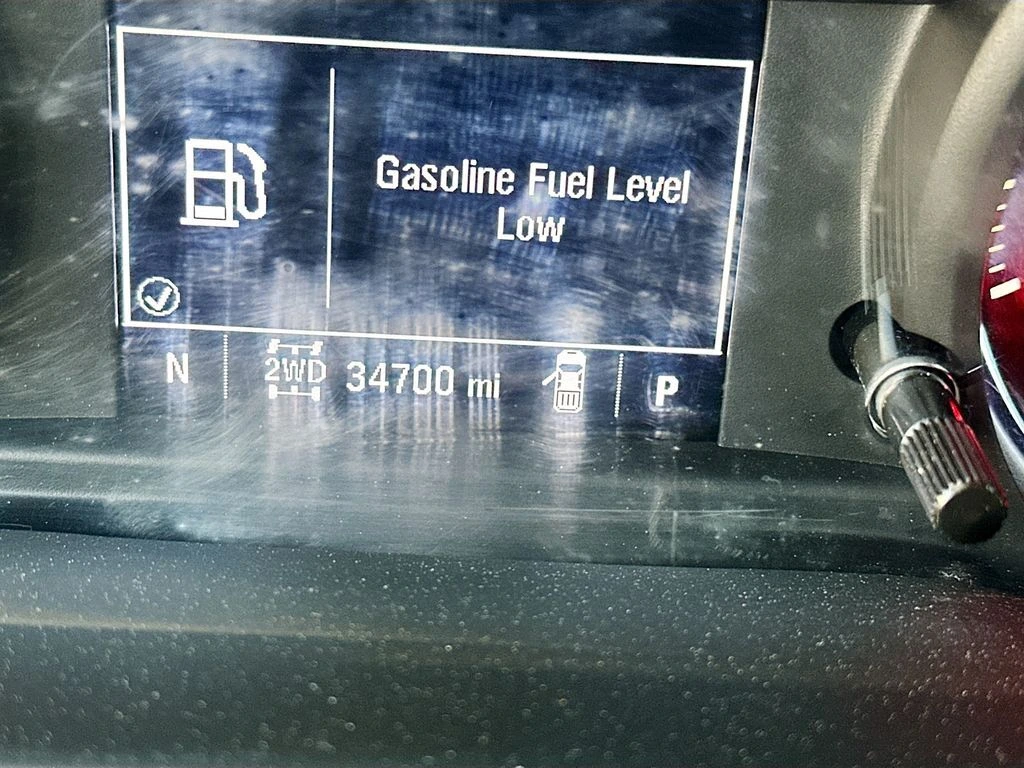 Gasoline Fuel Level
Low
N 2WD 34700 mi P